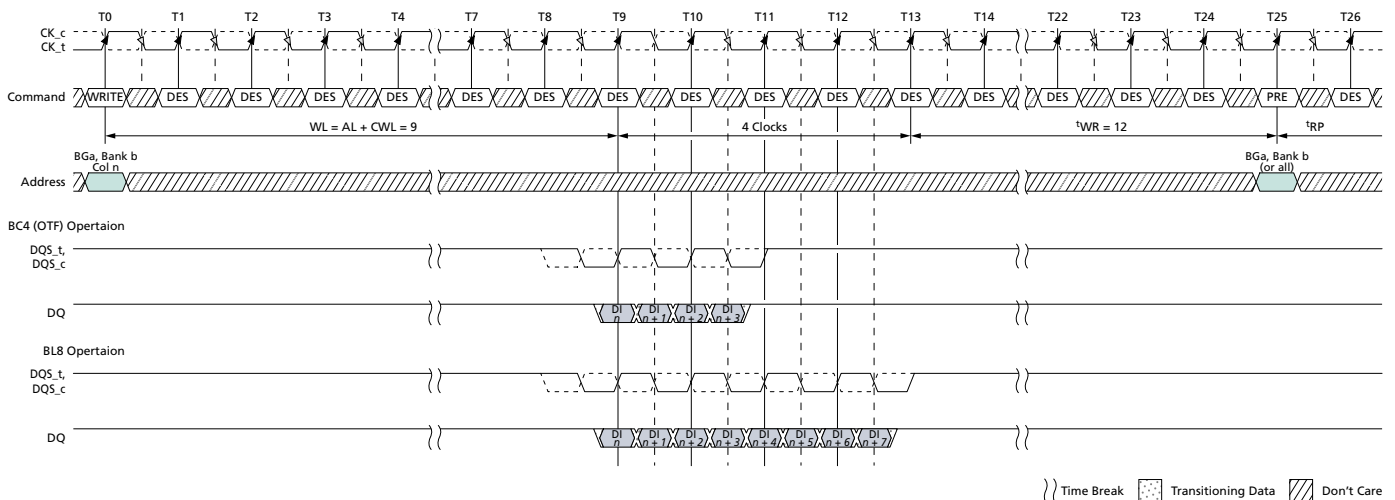 T0 T1 T2 T3 T4 T7 T8 T9 T10 T11 T12 T13 T14 T22 T23 T24 T25 T26
CK_c
CK_t
Command WRITE DES DES DES DES DES DES DES DES DES DES DES DES DES DES DES PRE DES
WL = AL + CWL = 9 4 Clocks tWR = 12 tRP
BGa, Bank b
Col n
BGa, Bank b
(or all)
Address
BC4 (OTF) Opertaion
DQS_t,
DQS_c
DQ DI n DI n + 1 DI n + 2 DI n + 3
BL8 Opertaion
DQS_t,
DQS_c
DQ DI n DI n + 1 DI n + 2 DI n + 3 DI n + 4 DI n + 5 DI n + 6 DI n + 7
Time Break Transitioning Data Don't Care